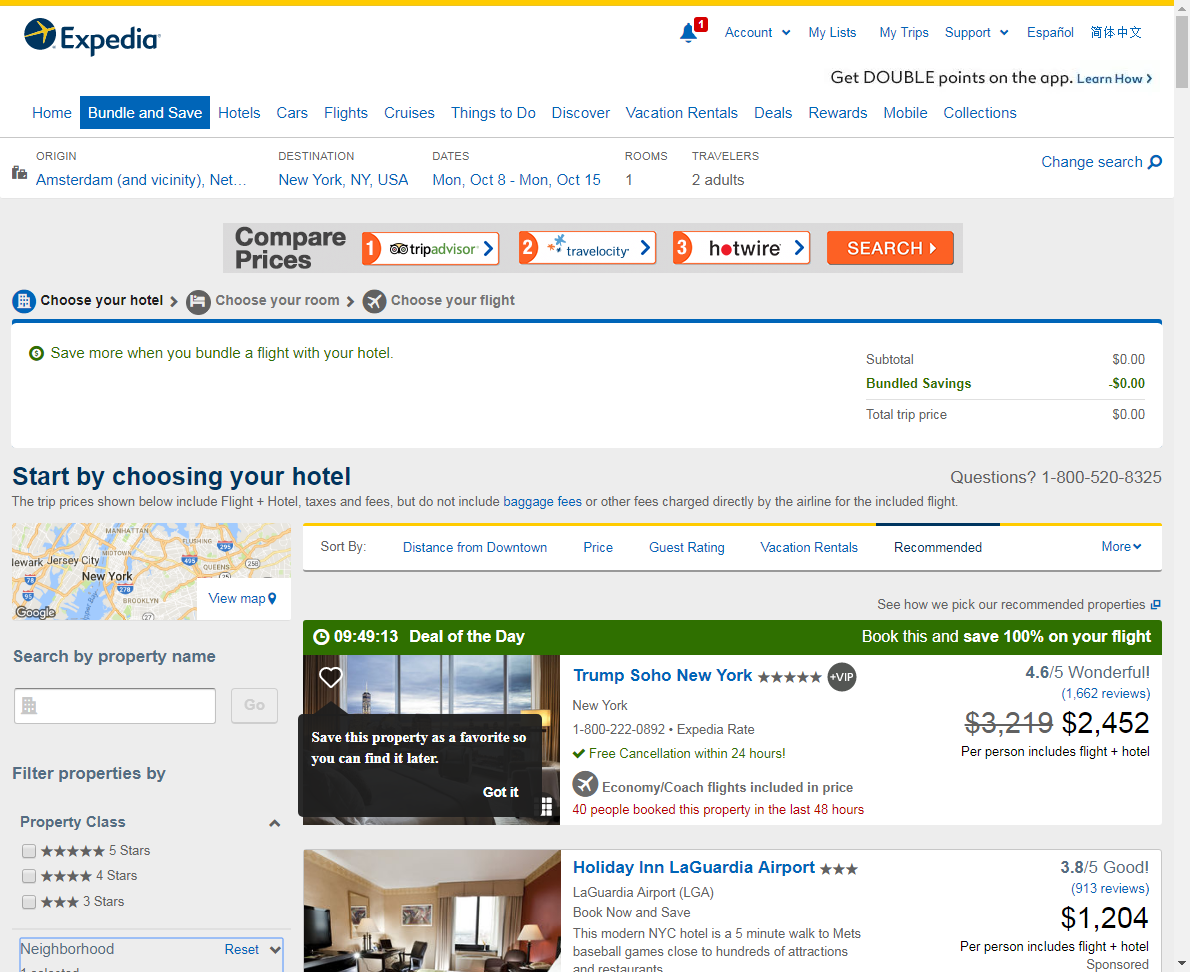 Expedia
1
Account
My Lists
My Trips
Support
Español
简体中文
Get DOUBLE points on the app. Learn How
Home
Bundle and Save
Hotels
Cars
Flights
Cruises
Things to Do
Discover
Vacation Rentals
Deals
Rewards
Mobile
Collections
ORIGIN
Amsterdam (and vicinity), Net...
DESTINATION
New York, NY, USA
DATES
Mon, Oct 8 - Mon, Oct 15
ROOMS
1
TRAVELERS
2 adults
Change search
Compare
Prices
1 tripadvisor
2 travelocity
3 hotwire
SEARCH
Choose your hotel
Choose your room
Choose your flight
Save more when you bundle a flight with your hotel.
Subtotal $0.00
Bundled Savings -$0.00
Total trip price $0.00
Start by choosing your hotel
Questions? 1-800-520-8325
The trip prices shown below include Flight + Hotel, taxes and fees, but do not include baggage fees or other fees charged directly by the airline for the included flight.
MANHATTAN
FLUSHING
295
MIDTOWN
ewark
Jersey City
495
QUEENS
258
78
New York
278
95
BROOKLYN
27
Google
View map
Sort By:
Distance from Downtown
Price
Guest Rating
Vacation Rentals
Recommended
More
See how we pick our recommended properties
Search by property name
Go
Filter properties by
Property Class
5 Stars
4 Stars
3 Stars
Neighborhood
Reset
1 selected
09:49:13 Deal of the Day
Book this and save 100% on your flight
Save this property as a favorite so
you can find it later.
Got it
Trump Soho New York
+VIP
New York
1-800-222-0892 • Expedia Rate
Free Cancellation within 24 hours!
Economy/Coach flights included in price
40 people booked this property in the last 48 hours
4.6/5 Wonderful!
(1,662 reviews)
$3,219 $2,452
Per person includes flight + hotel
Holiday Inn LaGuardia Airport
LaGuardia Airport (LGA)
Book Now and Save
This modern NYC hotel is a 5 minute walk to Mets
baseball games close to hundreds of attractions
and restaurants
3.8/5 Good!
(913 reviews)
$1,204
Per person includes flight + hotel
Sponsored